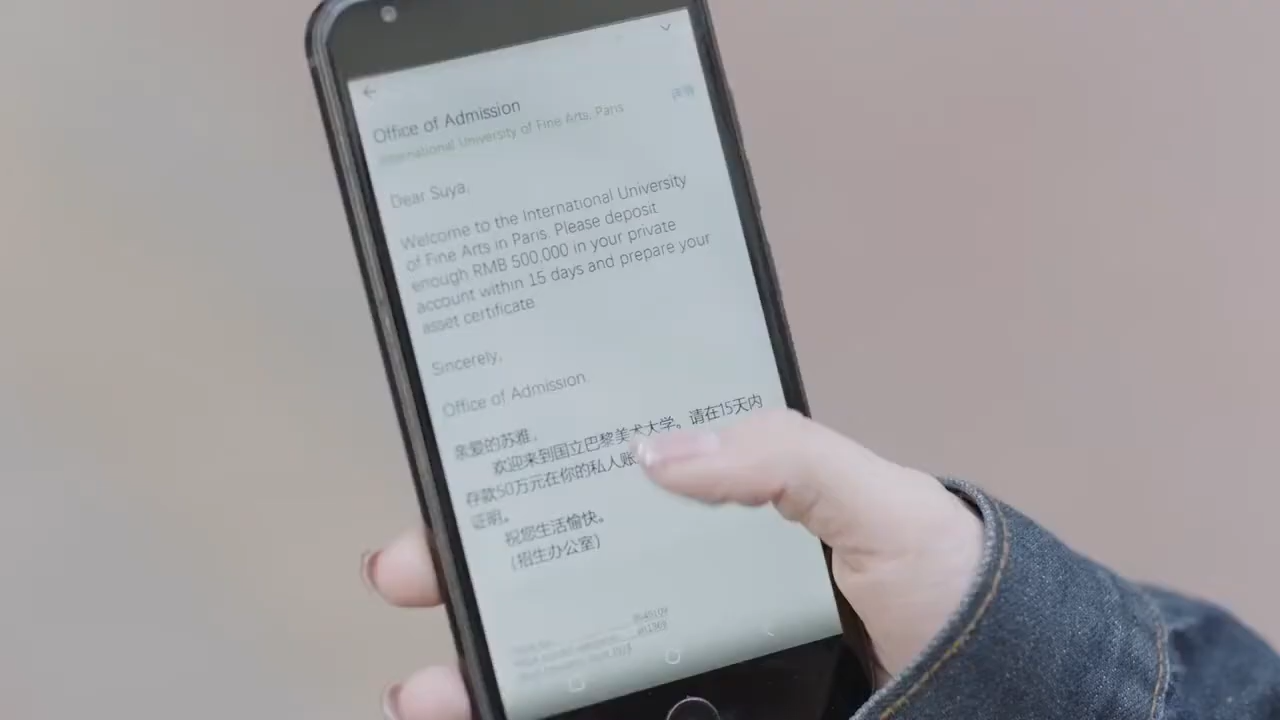 Office of Admission
International University of Fine Arts, Paris
Dear Suya,
Welcome to the International University
of Fine Arts in Paris. Please deposit
enough RMB 500,000 in your private
account within 15 days and prepare your
asset certificate
Sincerely,
Office of Admission
亲爱的苏雅,
欢迎来到国立巴黎美术大学。请在15天内
存款50万元在你的私人账
证明。
祝您生活愉快。
(招生办公室)